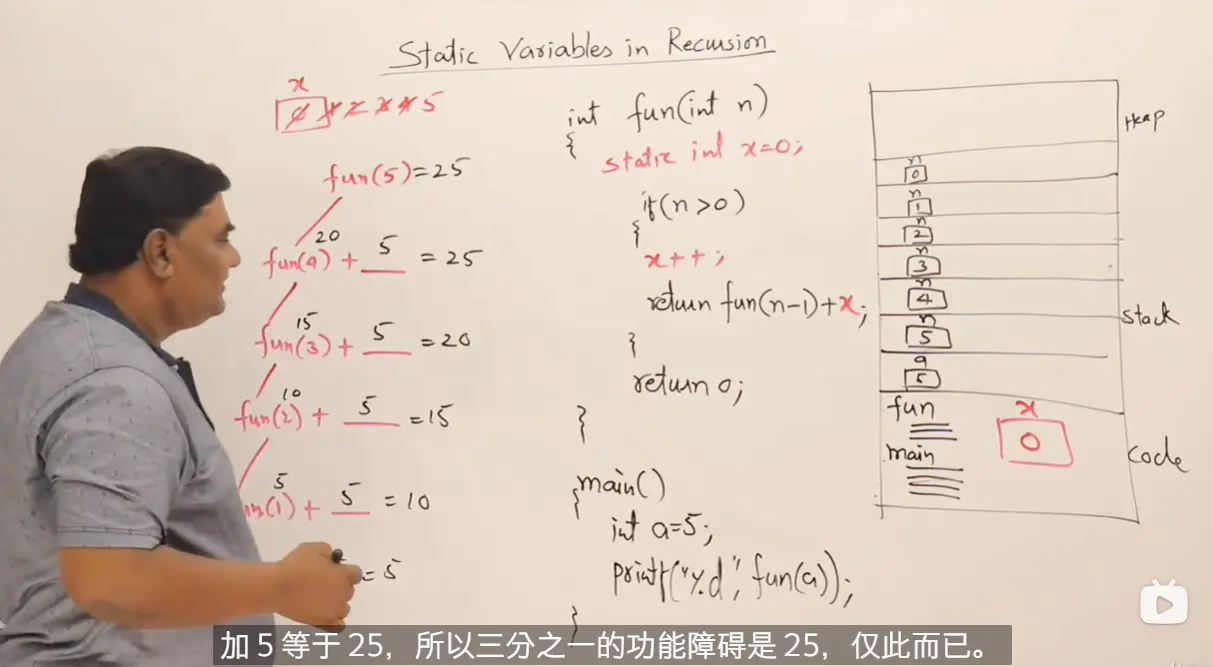 Static Variables in Recursion
x
0 1 2 3 4 5
fun(5)=25
20
fun(4) + 5 = 25
15
fun(3) + 5 = 20
10
fun(2) + 5 =15
5
(1) + 5 = 10
= 5
int fun(int n)
{
static int x=0;
if(n>0)
{
x++;
return fun(n-1)+x;
}
return 0;
}
main()
{
int a=5;
printf("%d", fun(a));
}
Heap
n
0
n
1
n
2
n
3
n
4
n
5
a
5
stack
fun
x
0
main
code
加 5 等于 25，所以三分之一的功能障碍是 25，仅此而已。